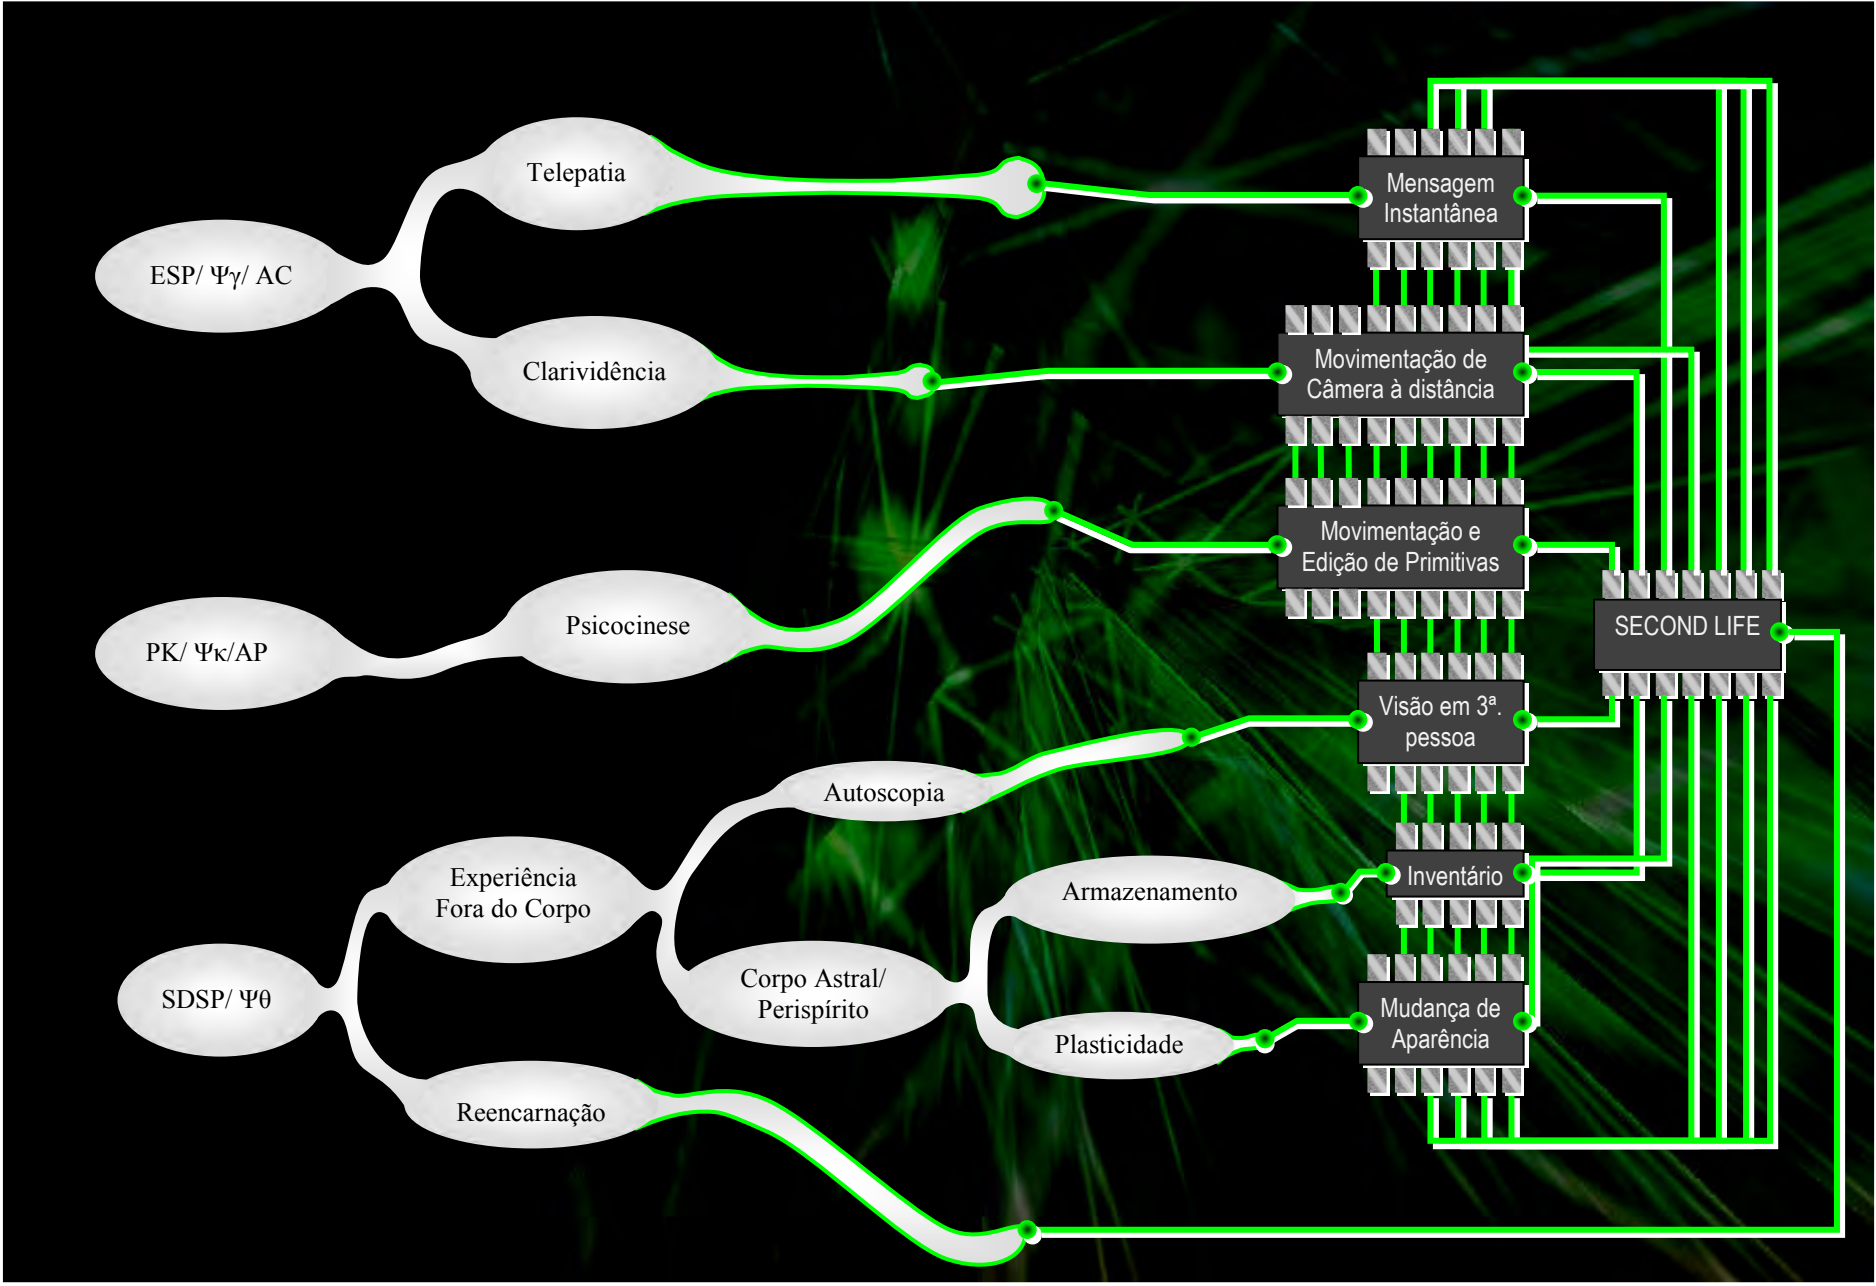 Telepatia
Mensagem
Instantânea
ESP/ Ψγ/ AC
Clarividência
Movimentação de
Câmera à distância
Movimentação e
Edição de Primitivas
PK/ Ψκ/AP
Psicocinese
SECOND LIFE
Visão em 3ª.
pessoa
Autoscopia
Experiência
Fora do Corpo
Armazenamento
Inventário
SDSP/ Ψθ
Corpo Astral/
Perispírito
Plasticidade
Mudança de
Aparência
Reencarnação